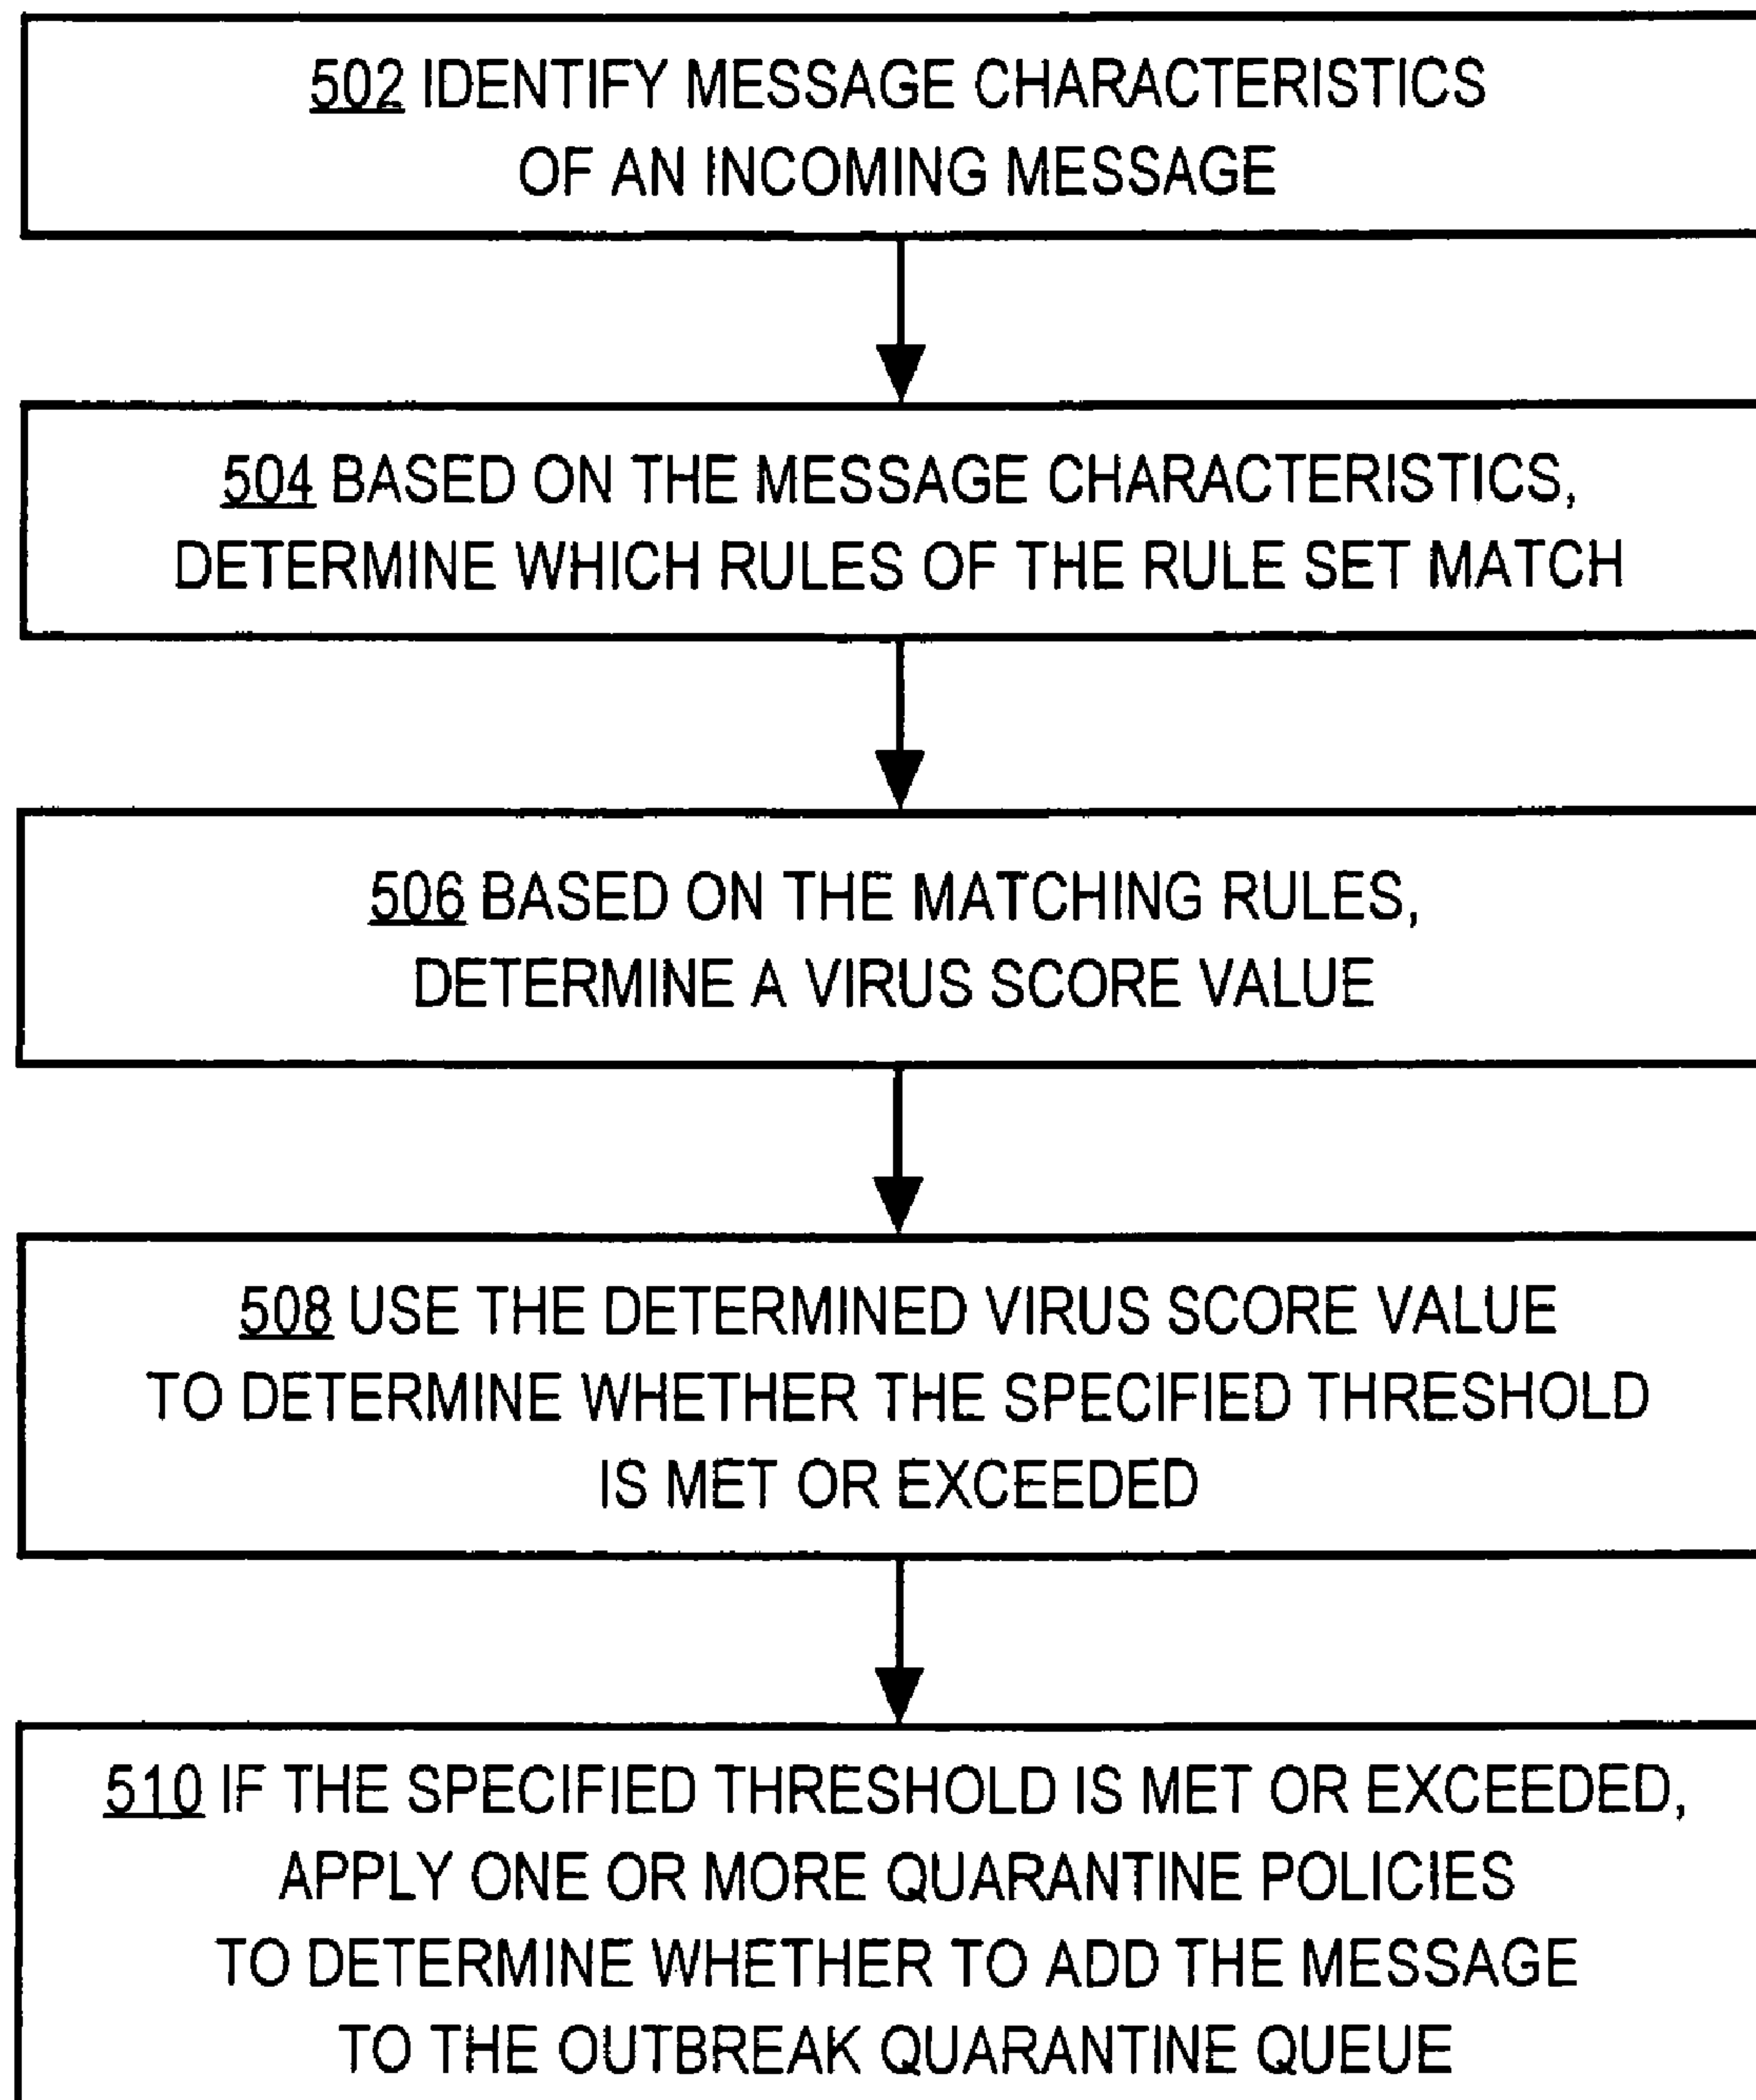 502 IDENTIFY MESSAGE CHARACTERISTICS
OF AN INCOMING MESSAGE
504 BASED ON THE MESSAGE CHARACTERISTICS,
DETERMINE WHICH RULES OF THE RULE SET MATCH
506 BASED ON THE MATCHING RULES,
DETERMINE A VIRUS SCORE VALUE
508 USE THE DETERMINED VIRUS SCORE VALUE
TO DETERMINE WHETHER THE SPECIFIED THRESHOLD
IS MET OR EXCEEDED
510 IF THE SPECIFIED THRESHOLD IS MET OR EXCEEDED,
APPLY ONE OR MORE QUARANTINE POLICIES
TO DETERMINE WHETHER TO ADD THE MESSAGE
TO THE OUTBREAK QUARANTINE QUEUE